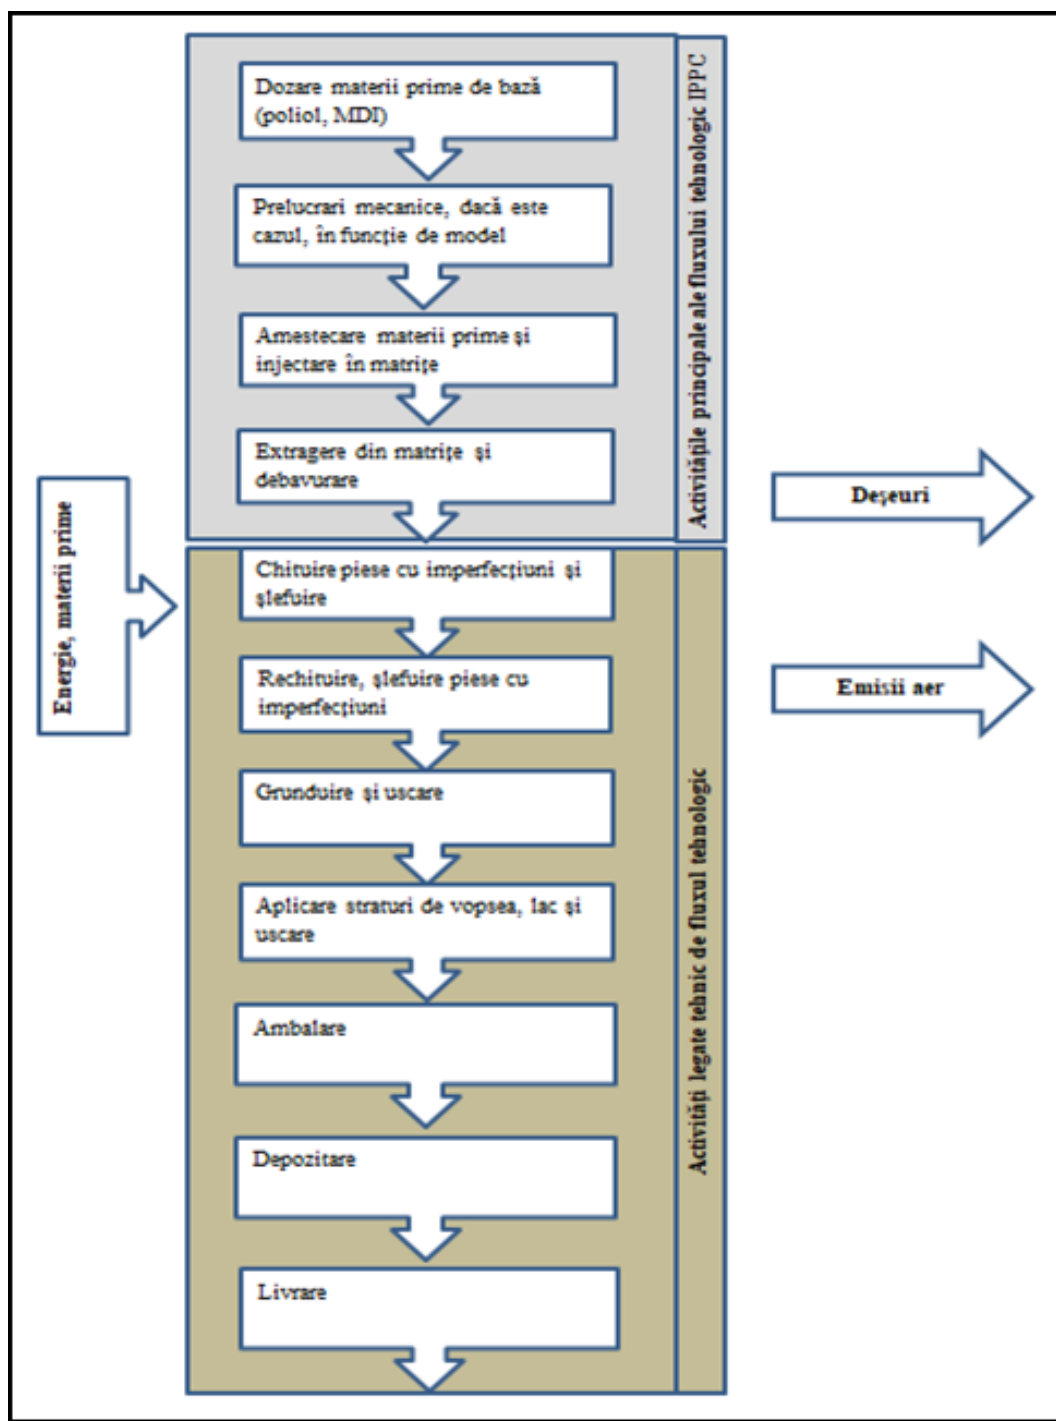 Dozare materii prime de bază
(poliol, MDI)
Prelucrari mecanice, dacă este
cazul, în funcție de model
Amestecare materii prime și
injectare în matrițe
Extragere din matrițe și
debavurare
Activitățile principale ale fluxului tehnologic IPPC
Energie, materii prime
Deșeuri
Chituire piese cu imperfecțiuni și
șlefuire
Rechituire, șlefuire piese cu
imperfecțiuni
Emisii aer
Grunduire și uscare
Aplicare straturi de vopsea, lac și
uscare
Ambalare
Depozitare
Livrare
Activități legate tehnic de fluxul tehnologic